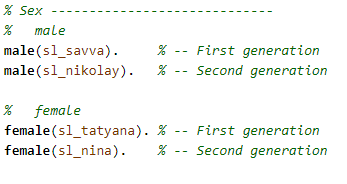 % Sex ----------------------------
%   male
male(sl_savva).     % -- First generation
male(sl_nikolay).   % -- Second generation

%   female
female(sl_tatyana). % -- First generation
female(sl_nina).    % -- Second generation